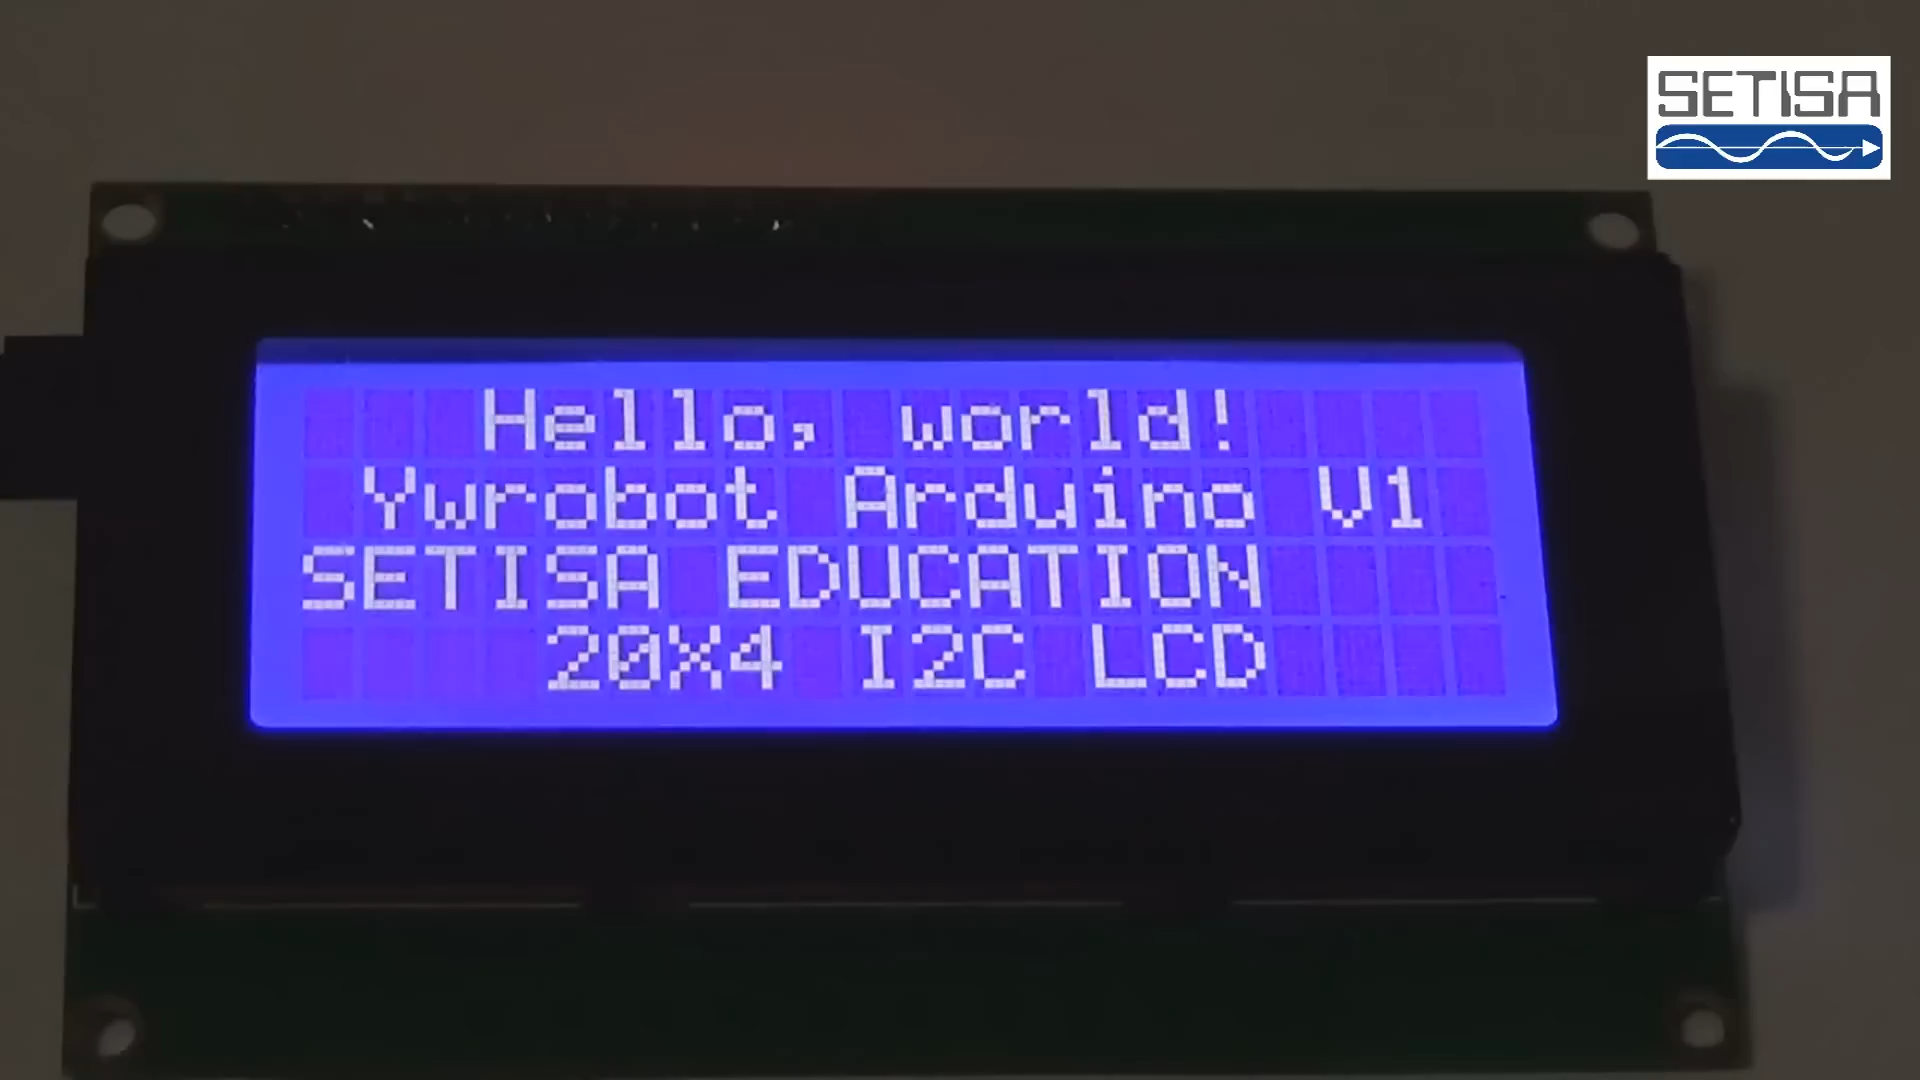 SETISA
Hello, world!
Ywrobot Arduino V1
SETISA EDUCATION
20X4 I2C LCD